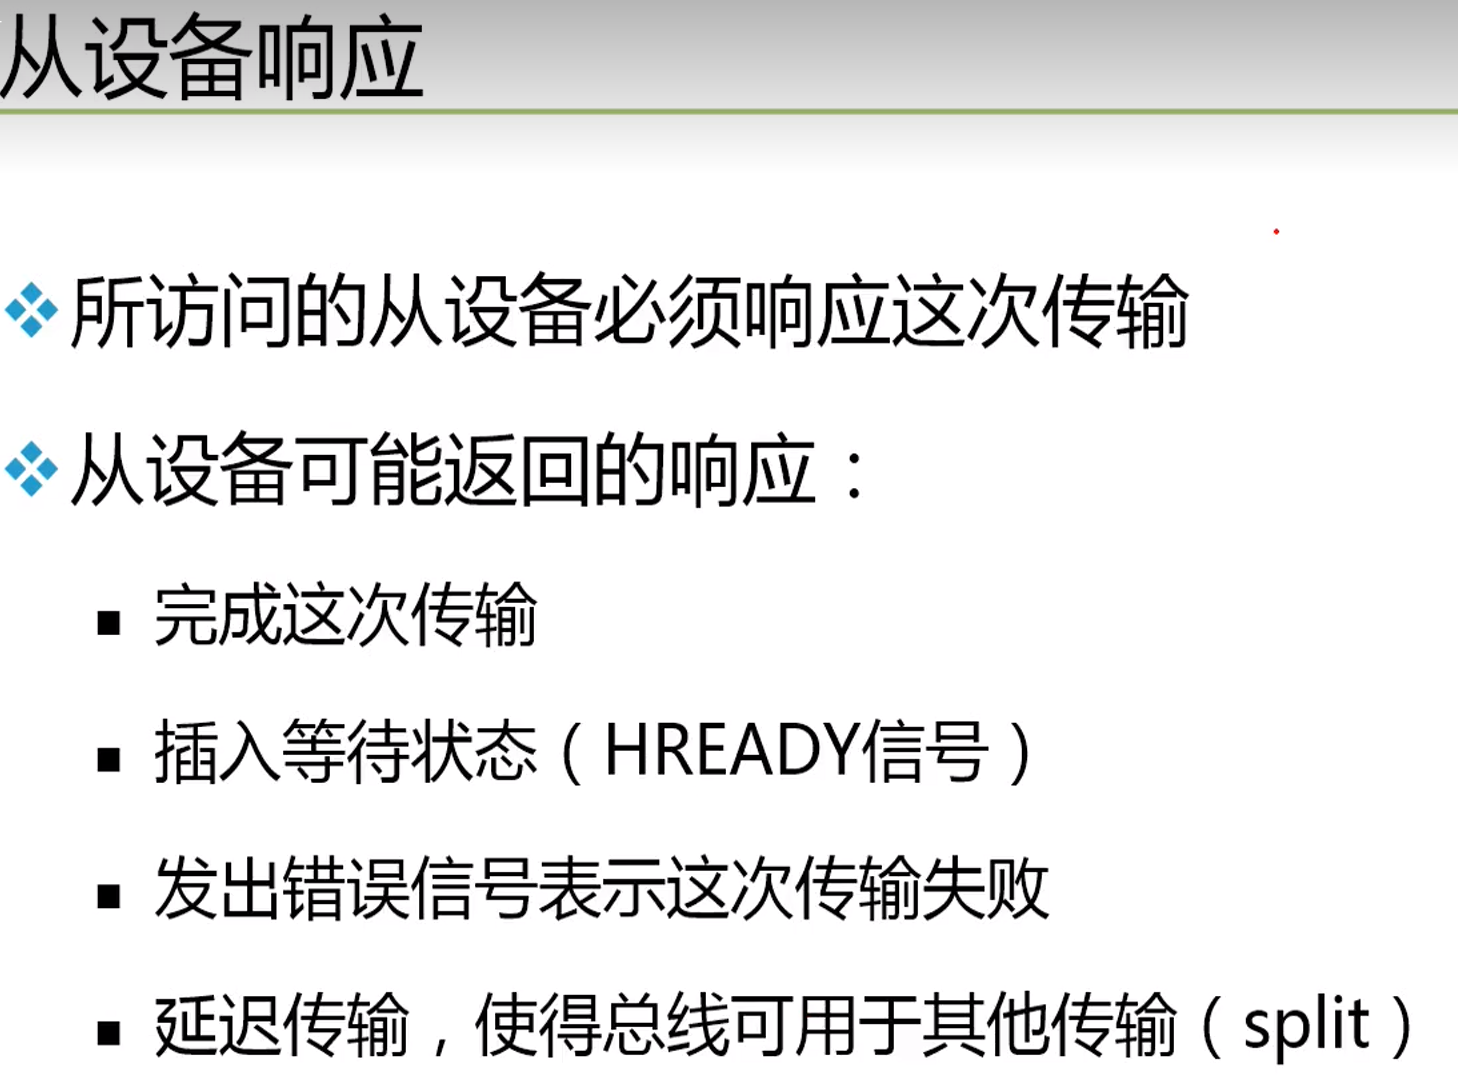 从设备响应
所访问的从设备必须响应这次传输
从设备可能返回的响应：
完成这次传输
插入等待状态（HREADY信号）
发出错误信号表示这次传输失败
延迟传输，使得总线可用于其他传输（split）